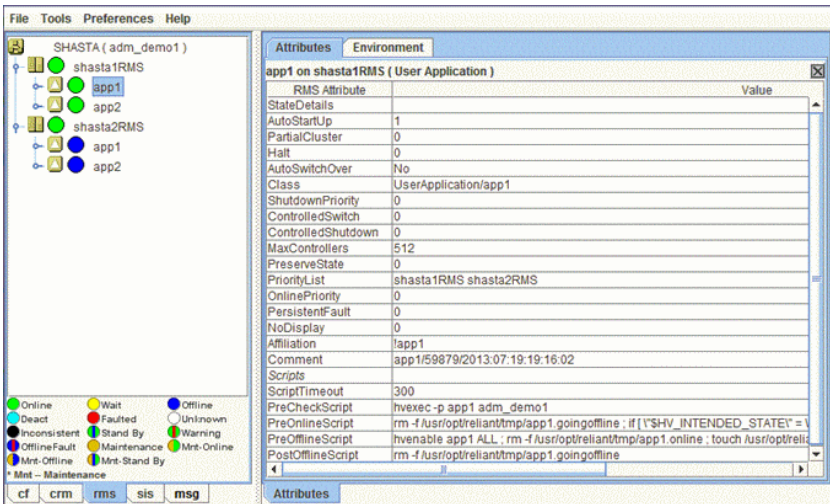 File Tools Preferences Help
SHASTA ( adm_demo1 )
shasta1RMS
app1
app2
shasta2RMS
app1
app2
Online Wait Offline
Deact Faulted Unknown
Inconsistent Stand By Warning
OfflineFault Maintenance Mnt-Online
Mnt-Offline Mnt-Stand By
* Mnt -- Maintenance
cf crm rms sis msg
Attributes Environment
app1 on shasta1RMS ( User Application )
RMS Attribute Value
StateDetails
AutoStartUp 1
PartialCluster 0
Halt 0
AutoSwitchOver No
Class UserApplication/app1
ShutdownPriority 0
ControlledSwitch 0
ControlledShutdown 0
MaxControllers 512
PreserveState 0
PriorityList shasta1RMS shasta2RMS
OnlinePriority 0
PersistentFault 0
NoDisplay 0
Affiliation !app1
Comment app1/59879/2013:07:19:19:16:02
Scripts
ScriptTimeout 300
PreCheckScript hvexec -p app1 adm_demo1
PreOnlineScript rm -f /usr/opt/reliant/tmp/app1.goingoffline ; if [ \"$HV_INTENDED_STATE\" = \
PreOfflineScript hvenable app1 ALL ; rm -f /usr/opt/reliant/tmp/app1.online ; touch /usr/opt/relia
PostOfflineScript rm -f /usr/opt/reliant/tmp/app1.goingoffline
Attributes